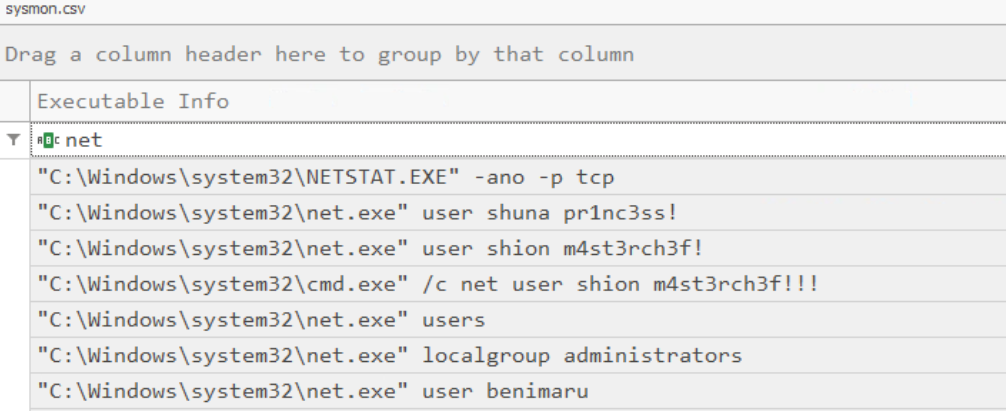 sysmon.csv
Drag a column header here to group by that column
Executable Info
ABC net
"C:\Windows\system32\NETSTAT.EXE" -ano -p tcp
"C:\Windows\system32\net.exe" user shuna pr1nc3ss!
"C:\Windows\system32\net.exe" user shion m4st3rch3f!
"C:\Windows\system32\cmd.exe" /c net user shion m4st3rch3f!!!
"C:\Windows\system32\net.exe" users
"C:\Windows\system32\net.exe" localgroup administrators
"C:\Windows\system32\net.exe" user benimaru